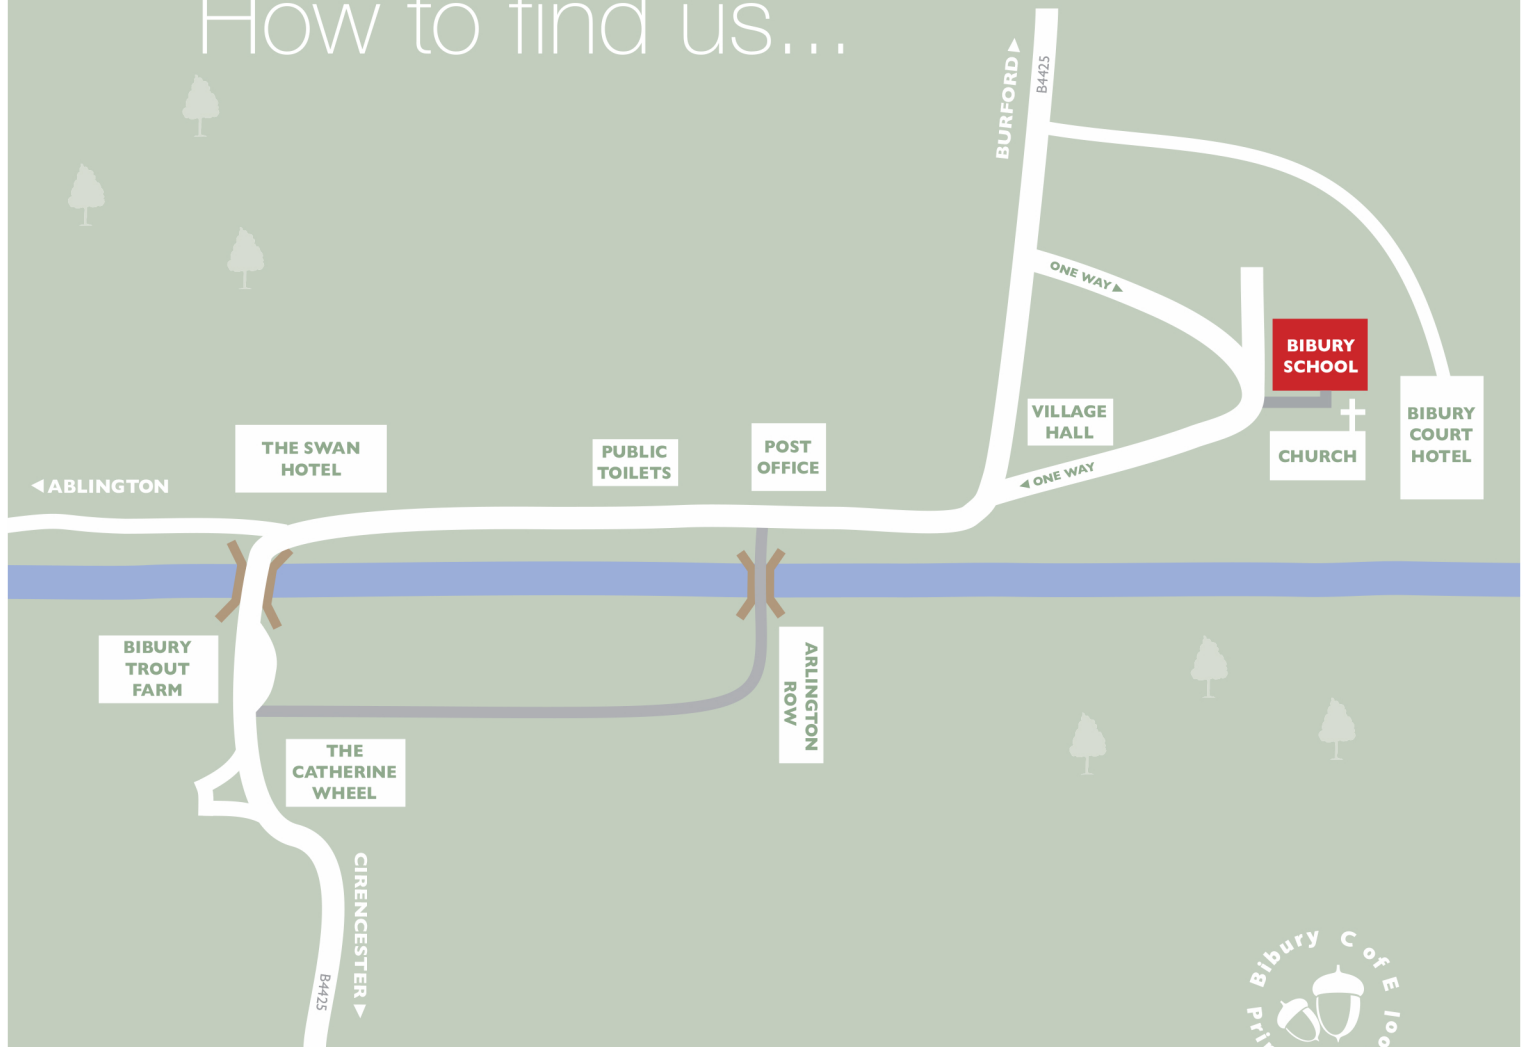 How to find us...
BURFORD
B4425
ONE WAY
BIBURY
SCHOOL
VILLAGE
HALL
BIBURY
COURT
HOTEL
CHURCH
ONE WAY
THE SWAN
HOTEL
PUBLIC
TOILETS
POST
OFFICE
ABLINGTON
BIBURY
TROUT
FARM
ARLINGTON
ROW
THE
CATHERINE
WHEEL
CIRENCESTER
B4425
Bibury C of E